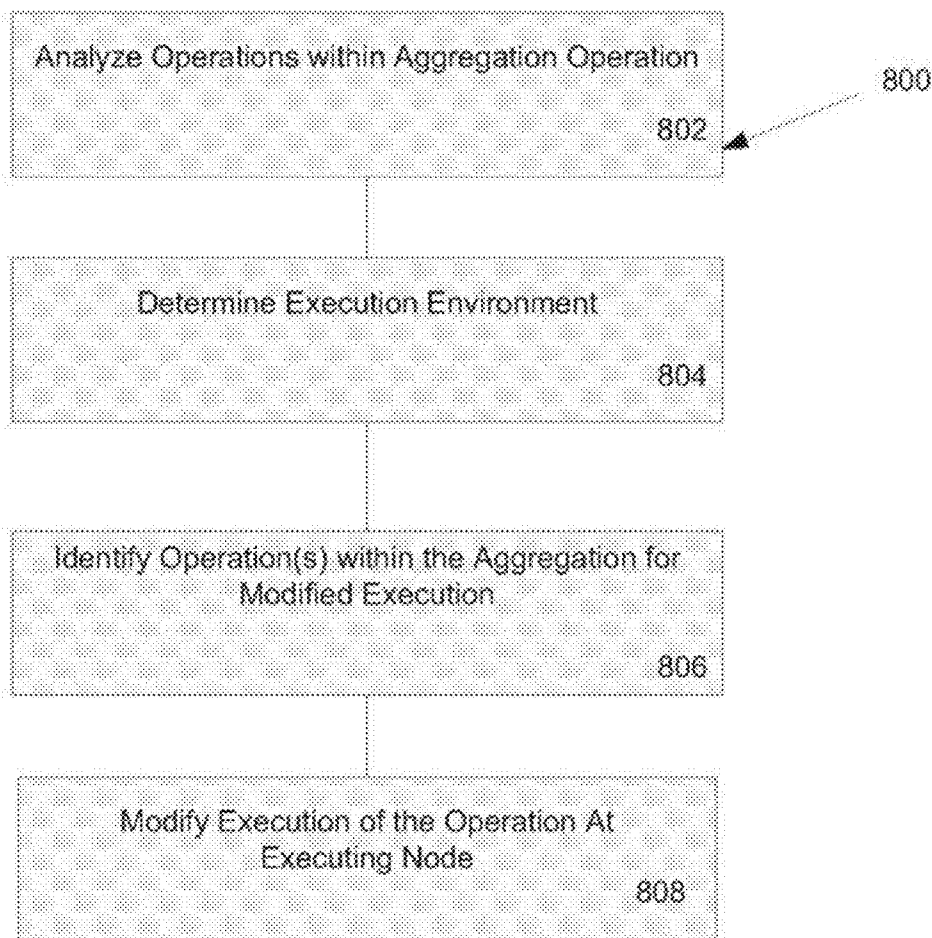 Analyze Operations within Aggregation Operation
802
800
Determine Execution Environment
804
Identify Operation(s) within the Aggregation for
Modified Execution
806
Modify Execution of the Operation At
Executing Node
808